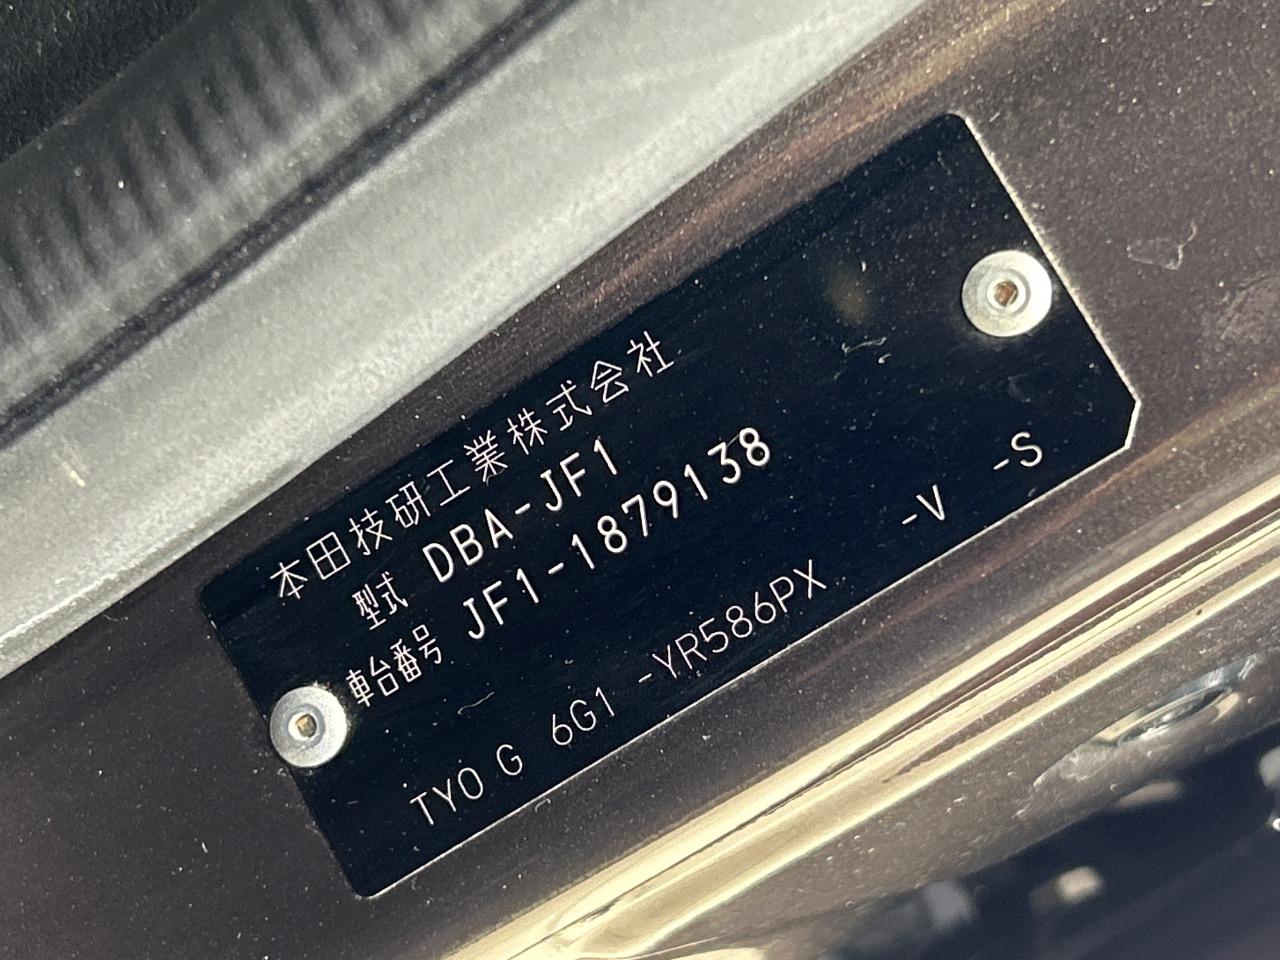 本田技研工業株式会社
型式 DBA-JF1
車台番号 JF1-1879138
TYO G 6G1 -YR586PX -V -S